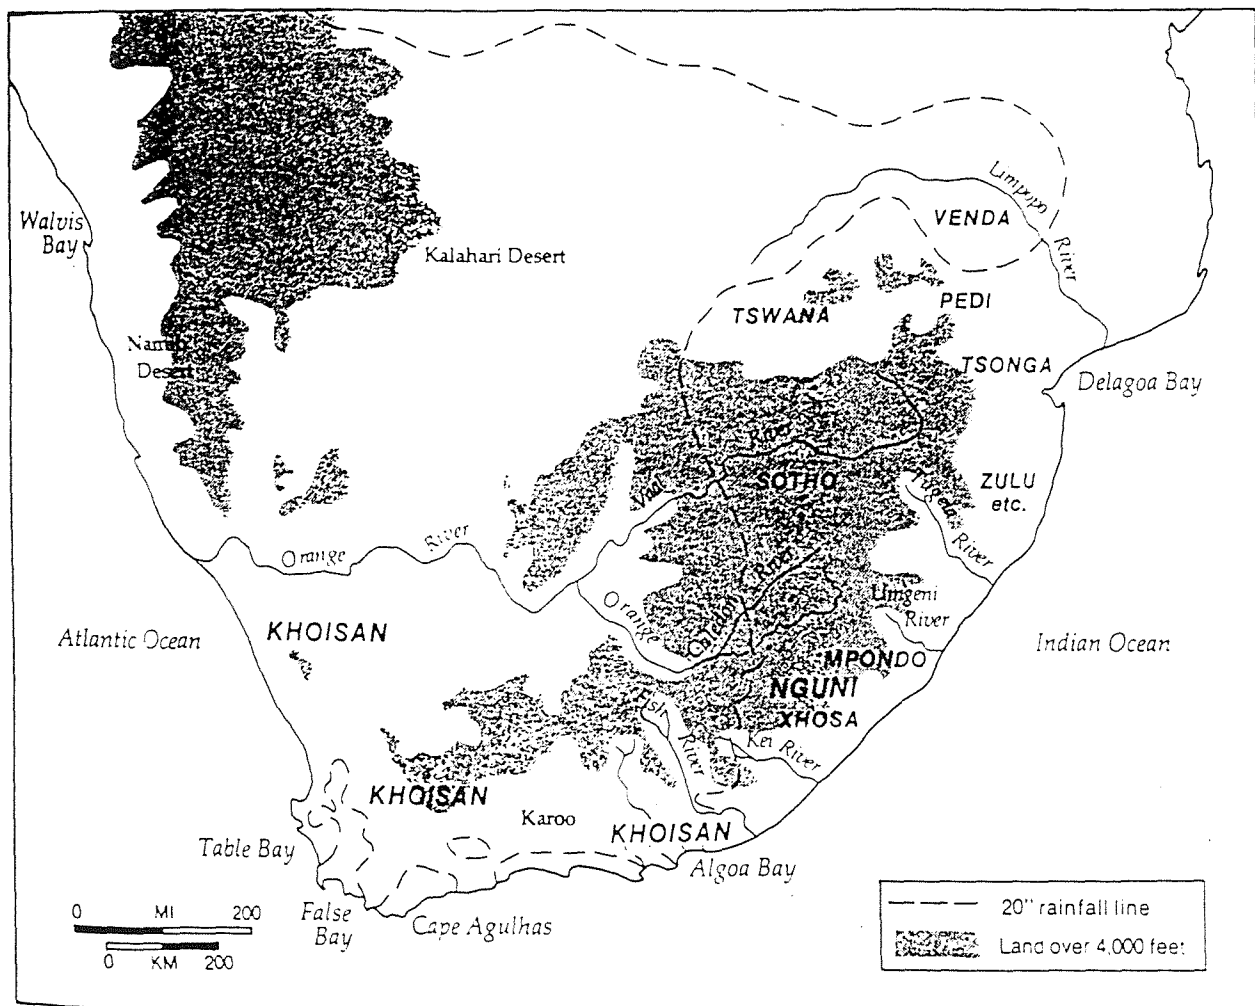 Walvis
Bay
Kalahari Desert
Namib
Desert
Limpopo
River
VENDA
PEDI
TSWANA
TSONGA
Delagoa Bay
Vaal
River
SOTHO
ZULU
etc.
Tugela
River
Orange
River
Orange
Caledon
River
Umgeni
River
Atlantic Ocean
KHOISAN
Indian Ocean
MPONDO
NGUNI
XHOSA
Fish
River
Kei River
KHOISAN
Karoo
KHOISAN
Table Bay
Algoa Bay
False
Bay
Cape Agulhas
0 MI 200
0 KM 200
20" rainfall line
Land over 4,000 feet